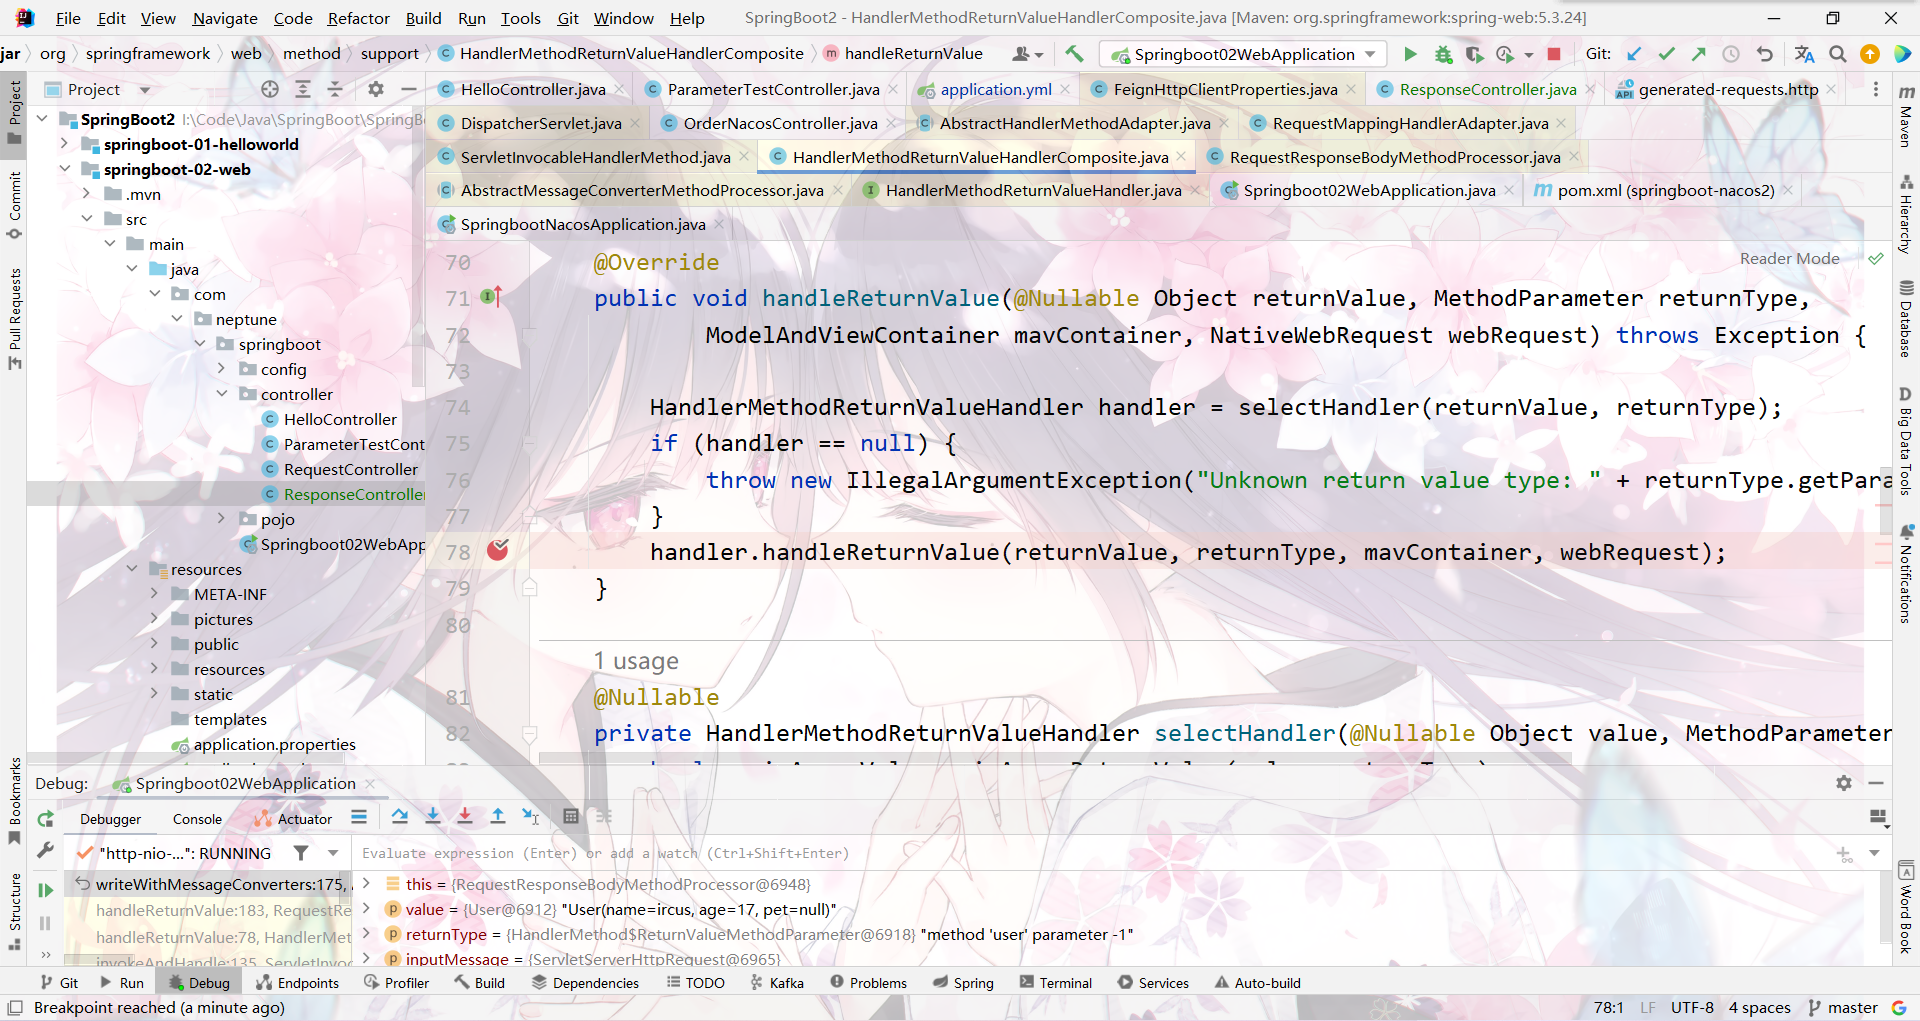 File Edit View Navigate Code Refactor Build Run Tools Git Window Help SpringBoot2 - HandlerMethodReturnValueHandlerComposite.java [Maven: org.springframework:spring-web:5.3.24]
jar org springframework web method support HandlerMethodReturnValueHandlerComposite handleReturnValue Springboot02WebApplication Git:
Project HelloController.java ParameterTestController.java application.yml FeignHttpClientProperties.java ResponseController.java generated-requests.http
DispatcherServlet.java OrderNacosController.java AbstractHandlerMethodAdapter.java RequestMappingHandlerAdapter.java
ServletInvocableHandlerMethod.java HandlerMethodReturnValueHandlerComposite.java RequestResponseBodyMethodProcessor.java
AbstractMessageConverterMethodProcessor.java HandlerMethodReturnValueHandler.java Springboot02WebApplication.java pom.xml (springboot-nacos2)
SpringbootNacosApplication.java
Project
Commit
Pull Requests
Bookmarks
Structure
SpringBoot2 I:\Code\Java\SpringBoot\SpringBo
springboot-01-helloworld
springboot-02-web
.mvn
src
main
java
com
neptune
springboot
config
controller
HelloController
ParameterTestCont
RequestController
ResponseController
pojo
Springboot02WebApp
resources
META-INF
pictures
public
resources
static
templates
application.properties
Reader Mode
70 @Override
71 public void handleReturnValue(@Nullable Object returnValue, MethodParameter returnType,
72 ModelAndViewContainer mavContainer, NativeWebRequest webRequest) throws Exception {
73
74 HandlerMethodReturnValueHandler handler = selectHandler(returnValue, returnType);
75 if (handler == null) {
76 throw new IllegalArgumentException("Unknown return value type: " + returnType.getPara
77 }
78 handler.handleReturnValue(returnValue, returnType, mavContainer, webRequest);
79 }
80
1 usage
81 @Nullable
82 private HandlerMethodReturnValueHandler selectHandler(@Nullable Object value, MethodParameter
Maven
Hierarchy
Database
Big Data Tools
Notifications
Word Book
Debug: Springboot02WebApplication
Debugger Console Actuator
"http-nio-...": RUNNING Evaluate expression (Enter) or add a watch (Ctrl+Shift+Enter)
writeWithMessageConverters:175, this = {RequestResponseBodyMethodProcessor@6948}
handleReturnValue:183, RequestRe value = {User@6912} "User(name=ircus, age=17, pet=null)"
handleReturnValue:78, HandlerMet returnType = {HandlerMethod$ReturnValueMethodParameter@6918} "method 'user' parameter -1"
invokeAndHandle:135, ServletInvoc inputMessage = {ServletServerHttpRequest@6965}
Git Run Debug Endpoints Profiler Build Dependencies TODO Kafka Problems Spring Terminal Services Auto-build
Breakpoint reached (a minute ago) 78:1 LF UTF-8 4 spaces master